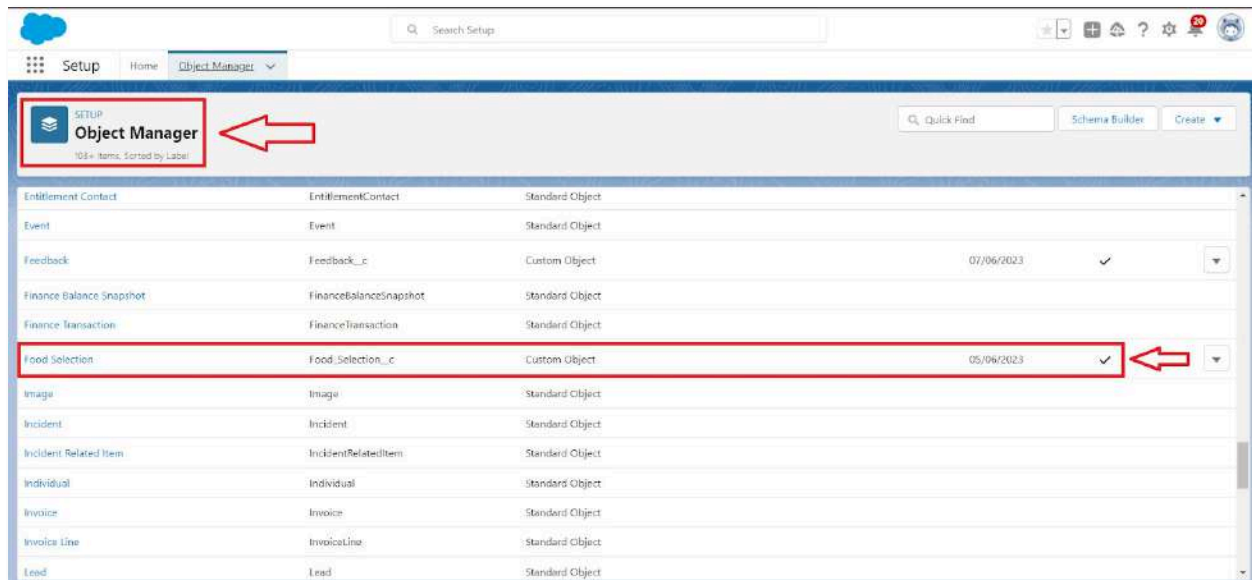 Search Setup
20
Setup Home Object Manager
SETUP
Object Manager
103+ Items, Sorted by Label
Quick Find
Schema Builder
Create
Entitlement Contact EntitlementContact Standard Object
Event Event Standard Object
Feedback Feedback__c Custom Object 07/06/2023
Finance Balance Snapshot FinanceBalanceSnapshot Standard Object
Finance Transaction FinanceTransaction Standard Object
Food Selection Food_Selection__c Custom Object 05/06/2023
Image Image Standard Object
Incident Incident Standard Object
Incident Related Item IncidentRelatedItem Standard Object
Individual Individual Standard Object
Invoice Invoice Standard Object
Invoice Line InvoiceLine Standard Object
Lead Lead Standard Object